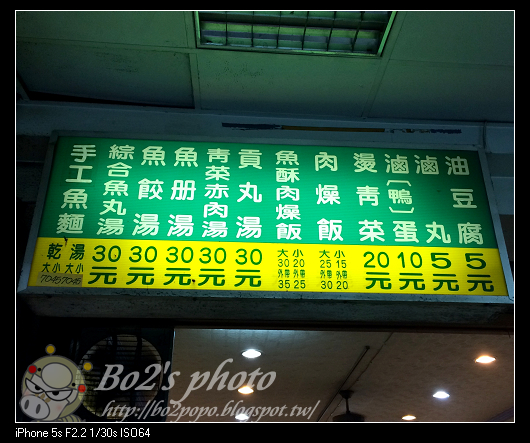 手工魚麵
乾 湯
大 小 大 小
70 45 70 45
綜合魚丸湯
30元
魚餃湯
30元
魚册湯
30元
青菜赤肉湯
30元
貢丸湯
30元
魚酥肉燥飯
大 小
30 20
外帶 外帶
35 25
肉燥飯
大 小
25 15
外帶 外帶
30 20
燙青菜
20元
滷(鴨)蛋
10元
滷丸
5元
油豆腐
5元
Bo2's photo
http://bo2popo.blogspot.tw/
iPhone 5s F2.2 1/30s ISO64